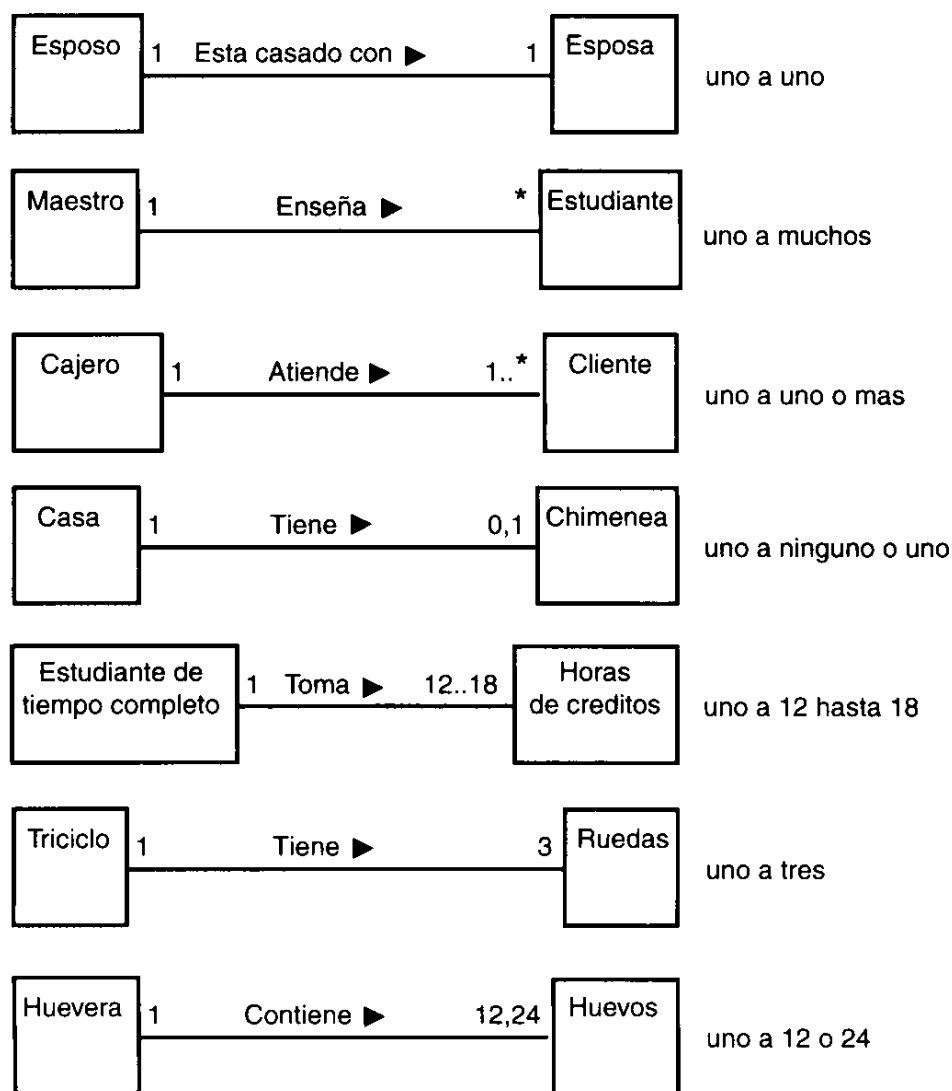 Esposo 1 Esta casado con ▶ 1 Esposa uno a uno
Maestro 1 Enseña ▶ * Estudiante uno a muchos
Cajero 1 Atiende ▶ 1..* Cliente uno a uno o mas
Casa 1 Tiene ▶ 0,1 Chimenea uno a ninguno o uno
Estudiante de
tiempo completo 1 Toma ▶ 12..18 Horas
de creditos uno a 12 hasta 18
Triciclo 1 Tiene ▶ 3 Ruedas uno a tres
Huevera 1 Contiene ▶ 12,24 Huevos uno a 12 o 24